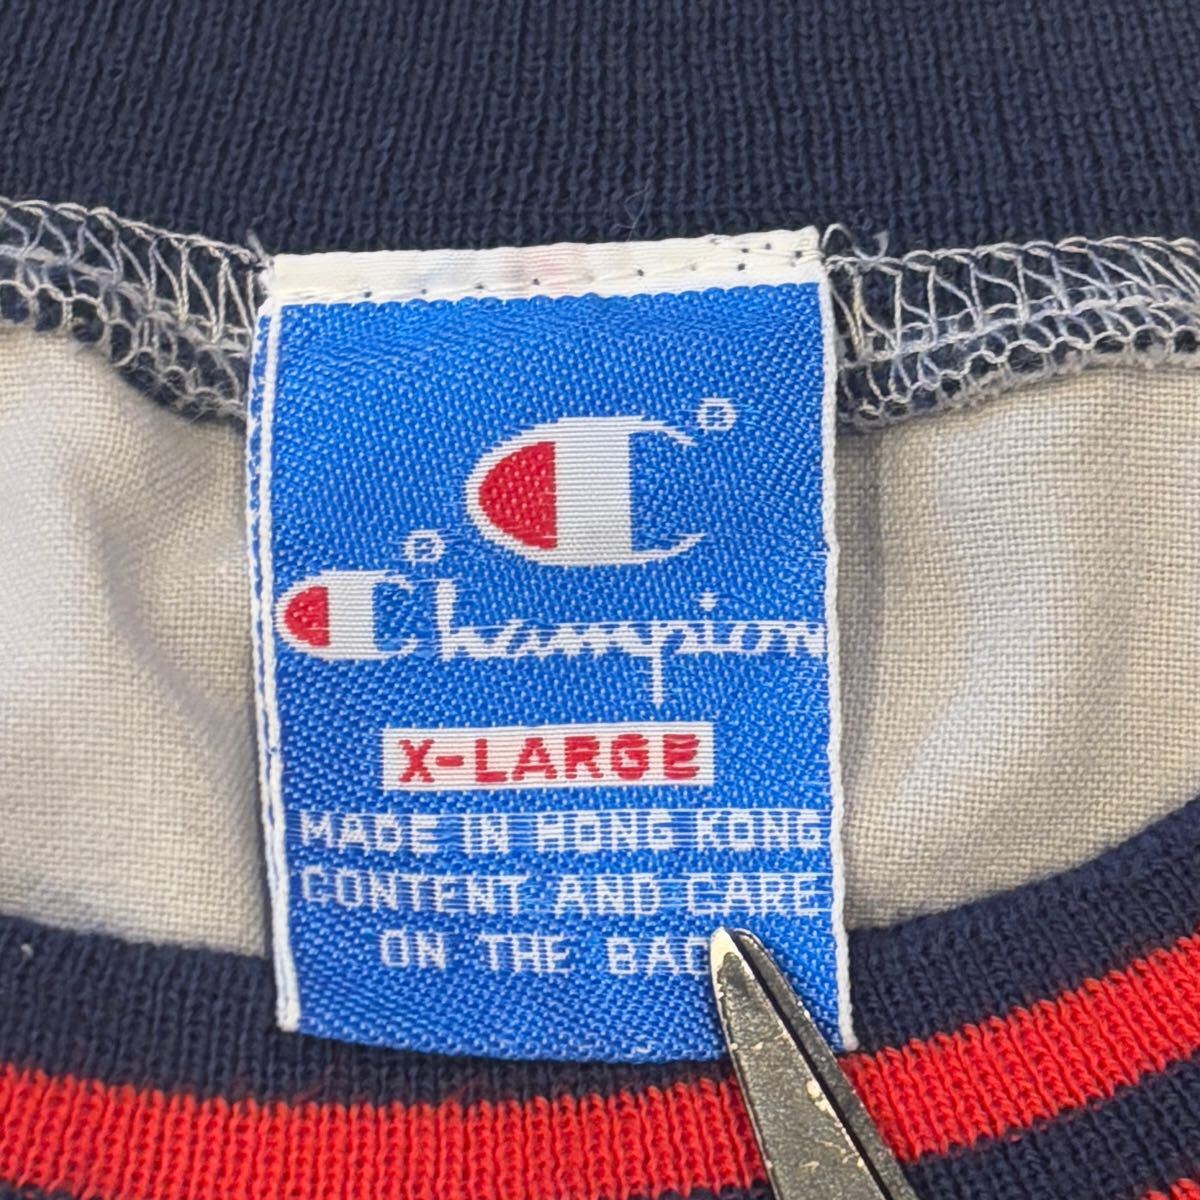 ®
®
Champion
X-LARGE
MADE IN HONG KONG
CONTENT AND CARE
ON THE BAC